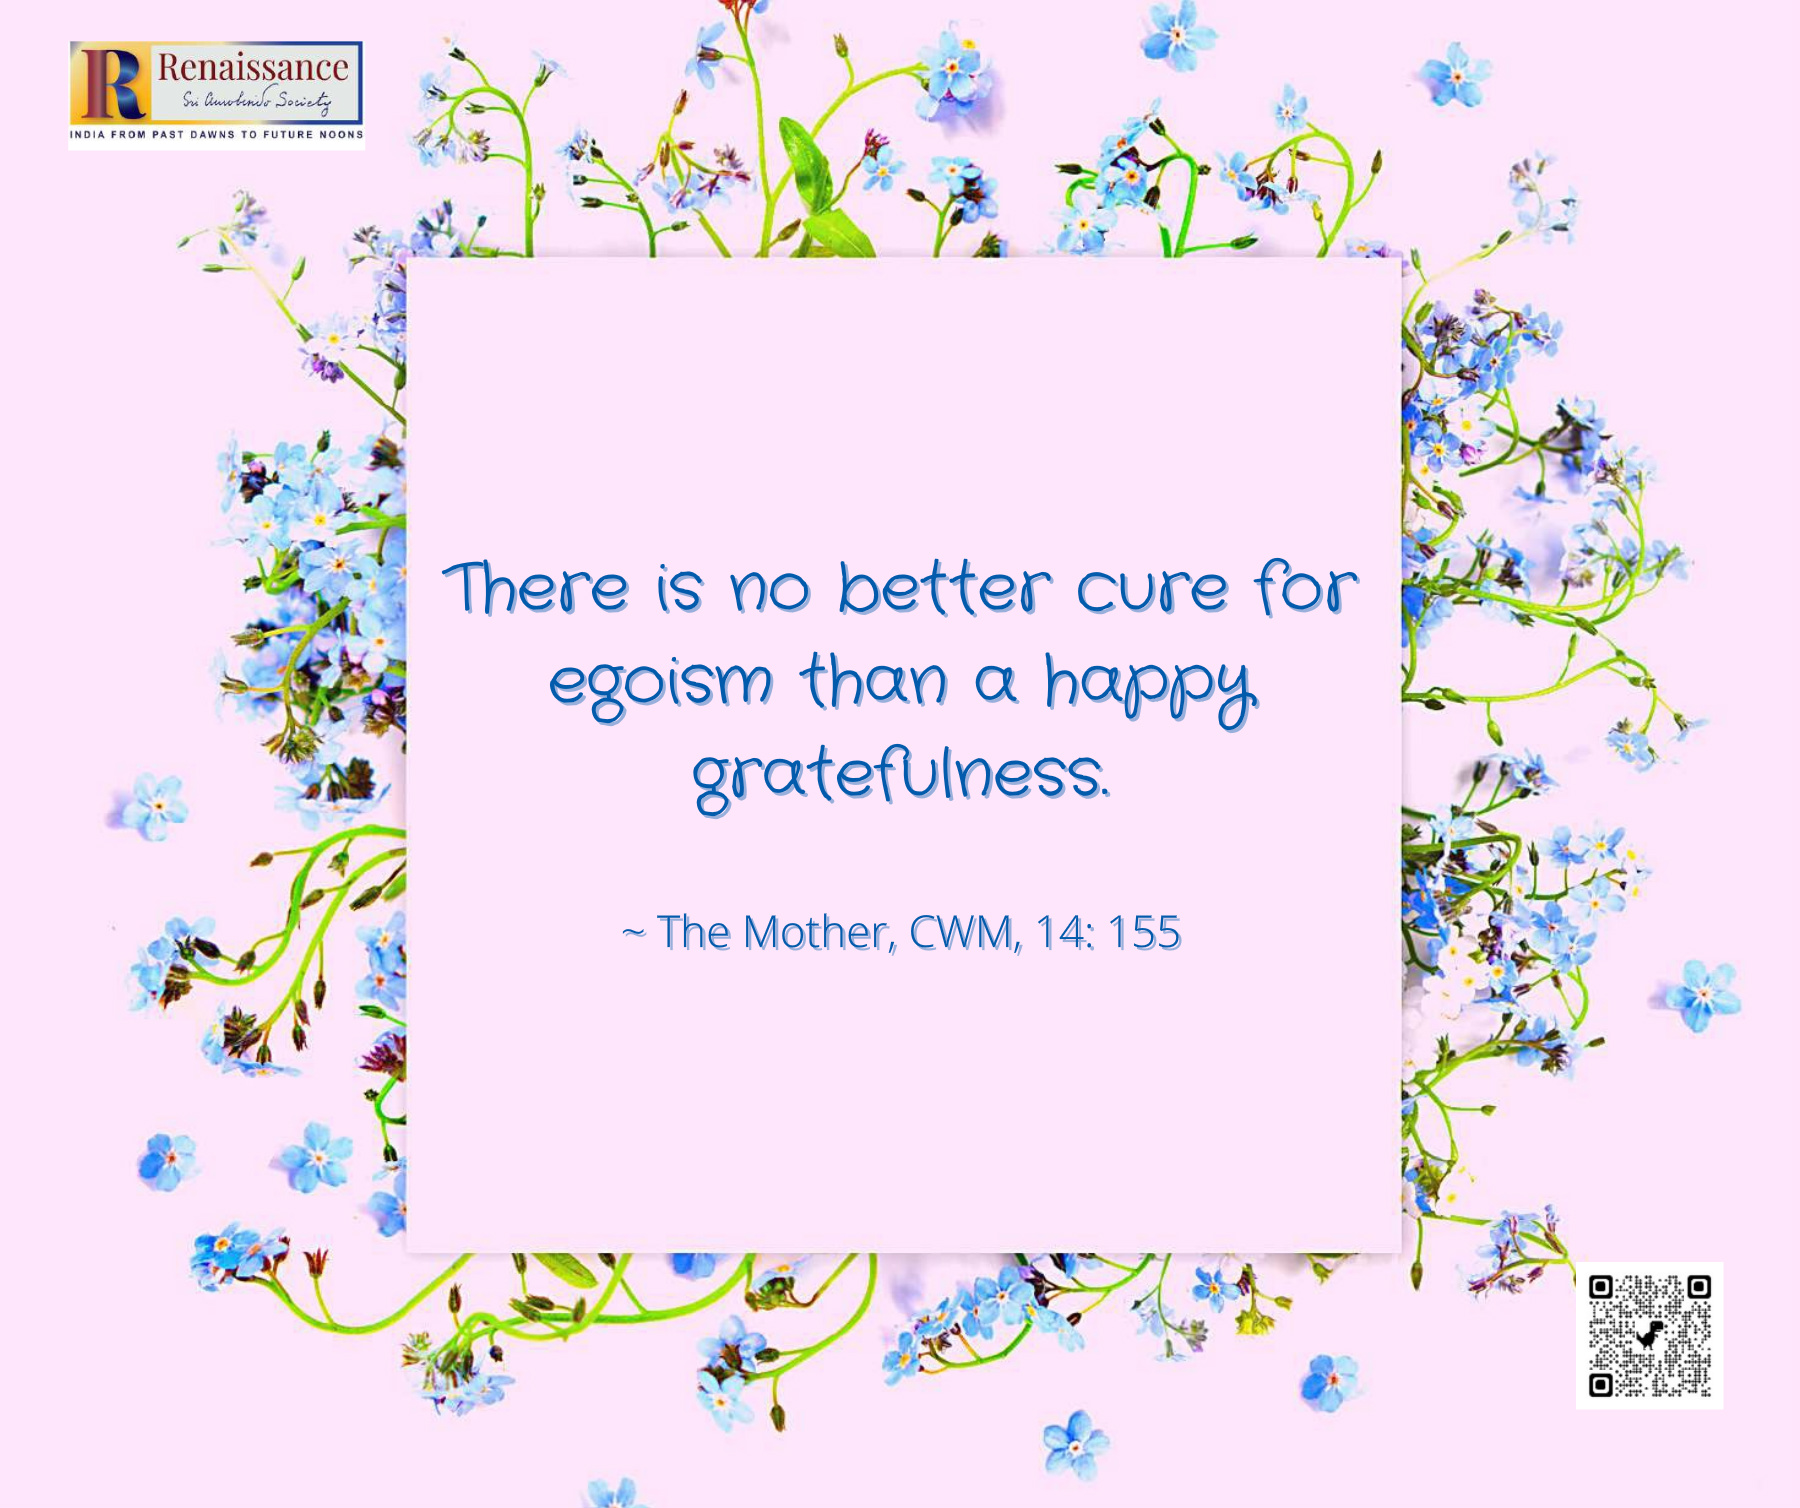 Renaissance
Sri Aurobindo Society
INDIA FROM PAST DAWNS TO FUTURE NOONS
There is no better cure for
egoism than a happy
gratefulness.
~ The Mother, CWM, 14: 155